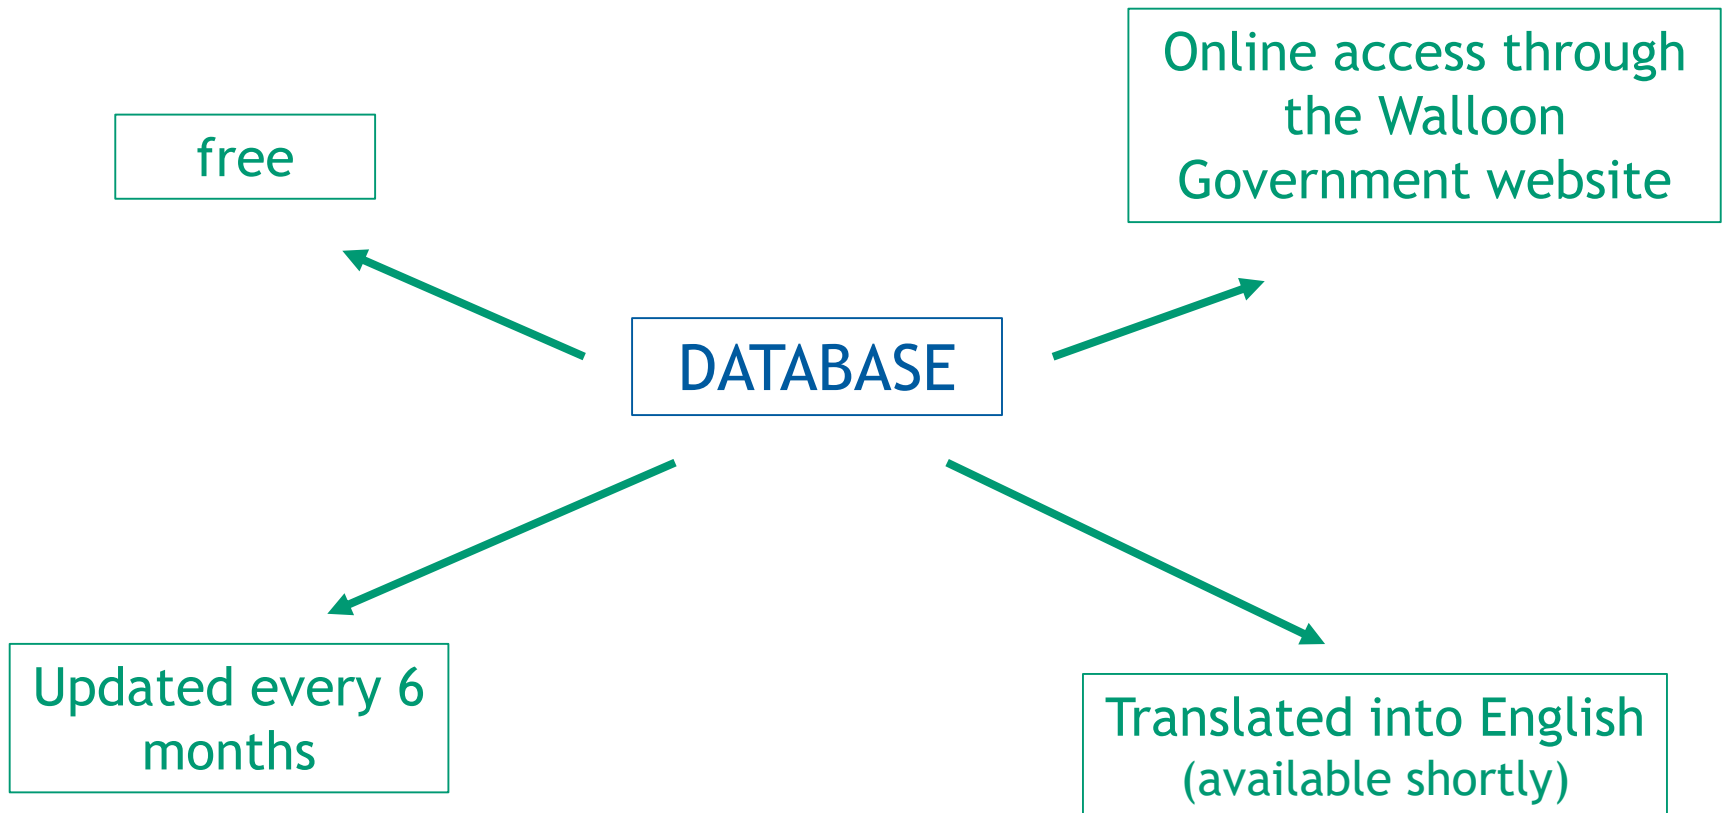 free
Online access through
the Walloon
Government website
DATABASE
Updated every 6
months
Translated into English
(available shortly)